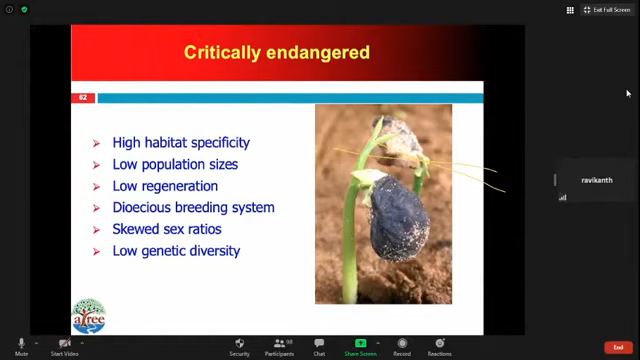 Exit Full Screen
Critically endangered
62
High habitat specificity
Low population sizes
Low regeneration
Dioecious breeding system
Skewed sex ratios
Low genetic diversity
ravikanth
atree
Mute
Start Video
Security
98
Participants
Chat
Share Screen
Record
Reactions
End